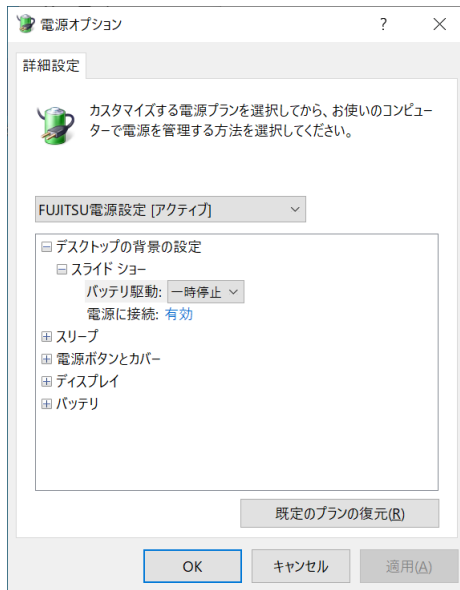 電源オプション
詳細設定
カスタマイズする電源プランを選択してから、お使いのコンピュー
ターで電源を管理する方法を選択してください。
FUJITSU電源設定 [アクティブ]
デスクトップの背景の設定
スライド ショー
バッテリ駆動: 一時停止
電源に接続: 有効
スリープ
電源ボタンとカバー
ディスプレイ
バッテリ
既定のプランの復元(R)
OK キャンセル 適用(A)